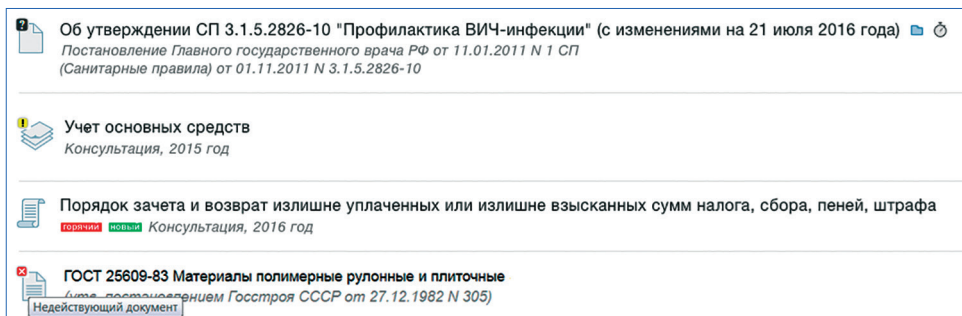 Об утверждении СП 3.1.5.2826-10 "Профилактика ВИЧ-инфекции" (с изменениями на 21 июля 2016 года)
Постановление Главного государственного врача РФ от 11.01.2011 N 1 СП
(Санитарные правила) от 01.11.2011 N 3.1.5.2826-10
Учет основных средств
Консультация, 2015 год
Порядок зачета и возврат излишне уплаченных или излишне взысканных сумм налога, сбора, пеней, штрафа
горячий новый Консультация, 2016 год
ГОСТ 25609-83 Материалы полимерные рулонные и плиточные
(утв. постановлением Госстроя СССР от 27.12.1982 N 305)
Недействующий документ